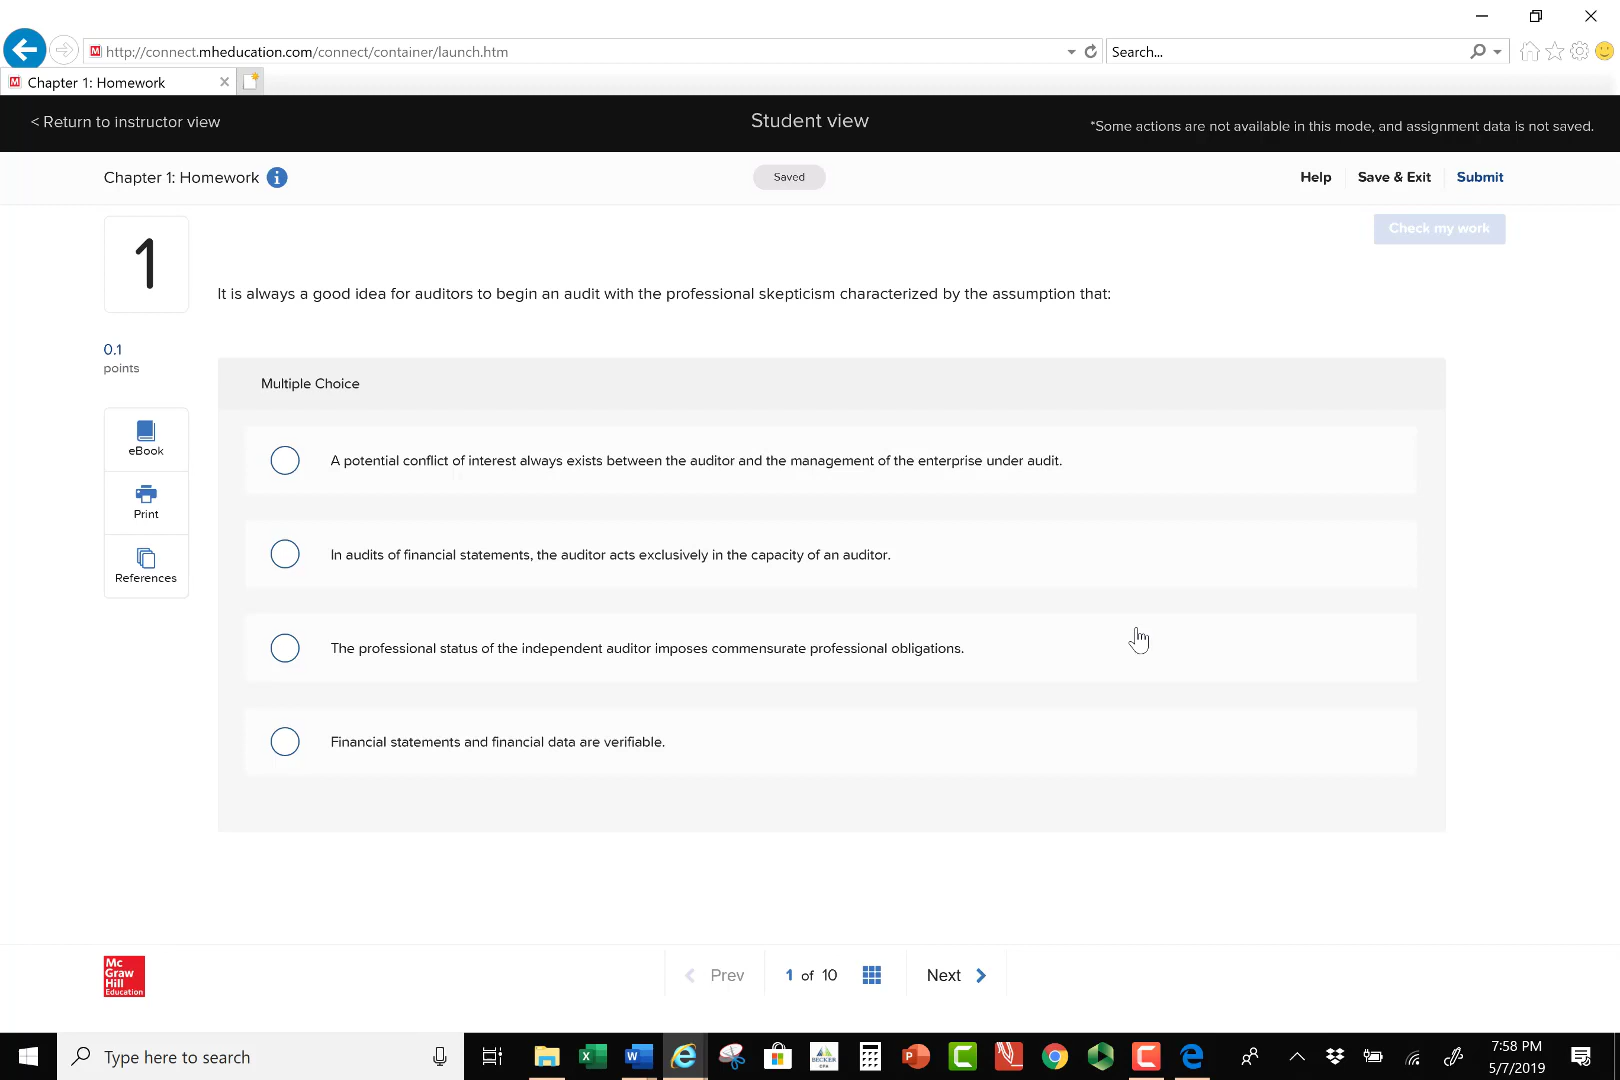 http://connect.mheducation.com/connect/container/launch.htm
Search...
M Chapter 1: Homework
< Return to instructor view
Student view
*Some actions are not available in this mode, and assignment data is not saved.
Chapter 1: Homework i
Saved
Help
Save & Exit
Submit
Check my work
1
It is always a good idea for auditors to begin an audit with the professional skepticism characterized by the assumption that:
0.1
points
eBook
Print
References
Multiple Choice
A potential conflict of interest always exists between the auditor and the management of the enterprise under audit.
In audits of financial statements, the auditor acts exclusively in the capacity of an auditor.
The professional status of the independent auditor imposes commensurate professional obligations.
Financial statements and financial data are verifiable.
Mc
Graw
Hill
Education
Prev
1 of 10
Next
Type here to search
BECKER
7:58 PM
5/7/2019